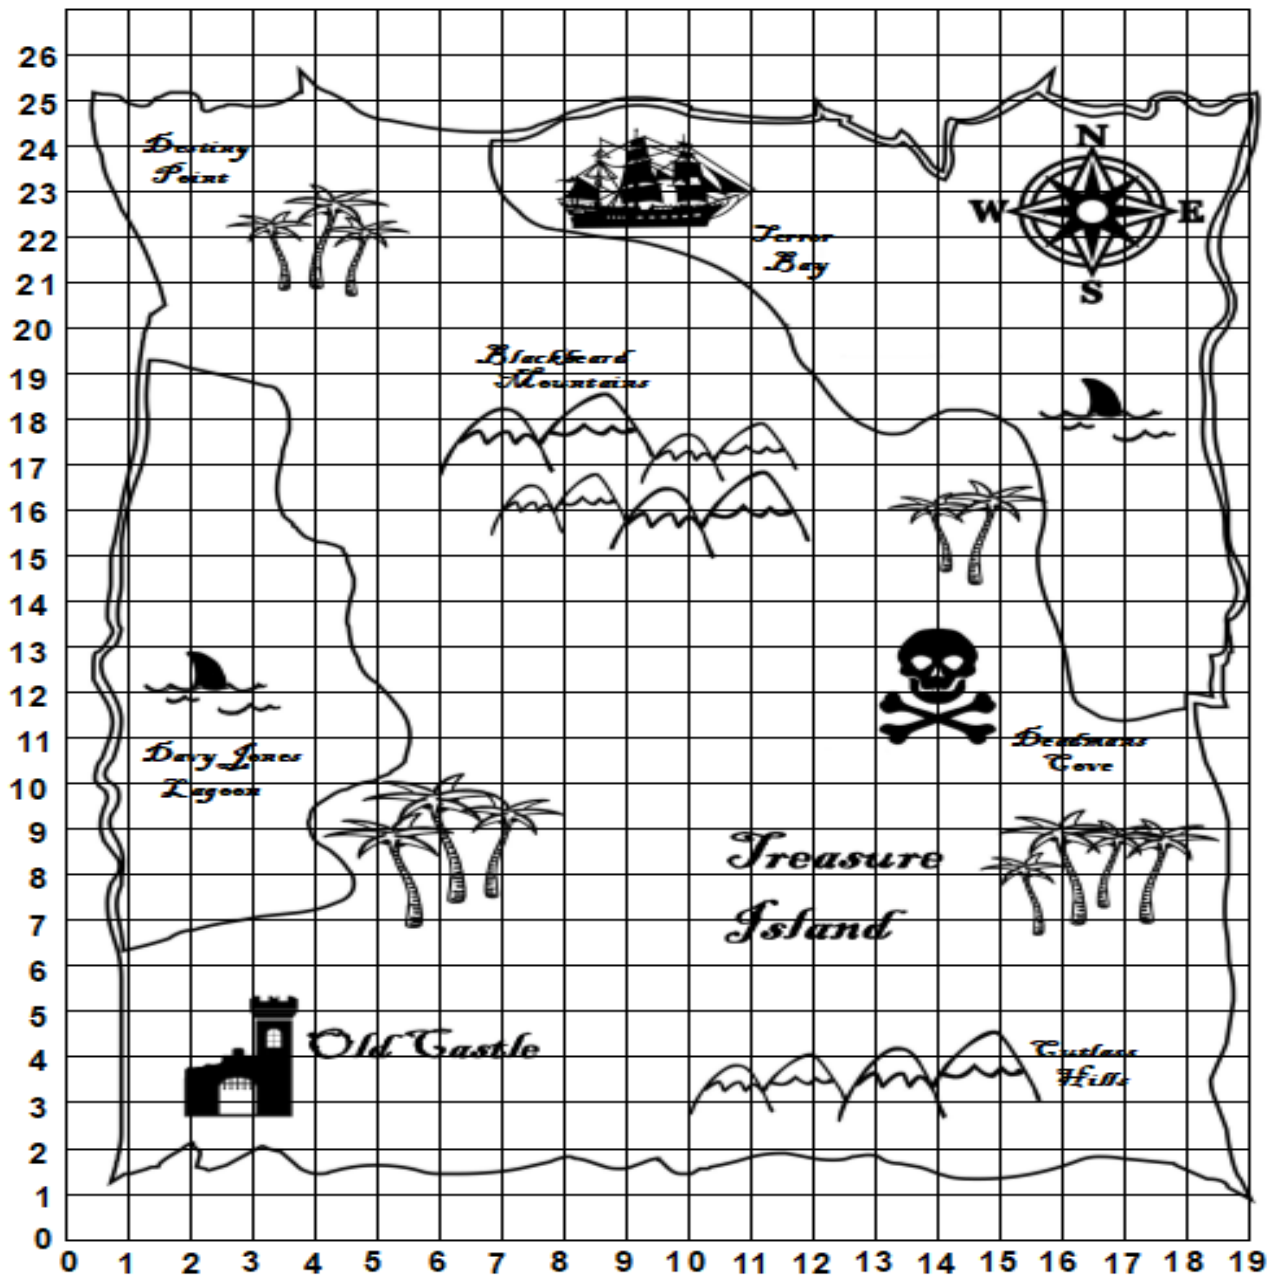 26
25
24
23
22
21
20
19
18
17
16
15
14
13
12
11
10
9
8
7
6
5
4
3
2
1
0
Destiny
Point
N
W E
S
Terror
Bay
Blackbeard
Mountains
Davy Jones
Lagoon
Deadmans
Cove
Treasure
Island
Old Castle
Cutlass
Hills
0 1 2 3 4 5 6 7 8 9 10 11 12 13 14 15 16 17 18 19